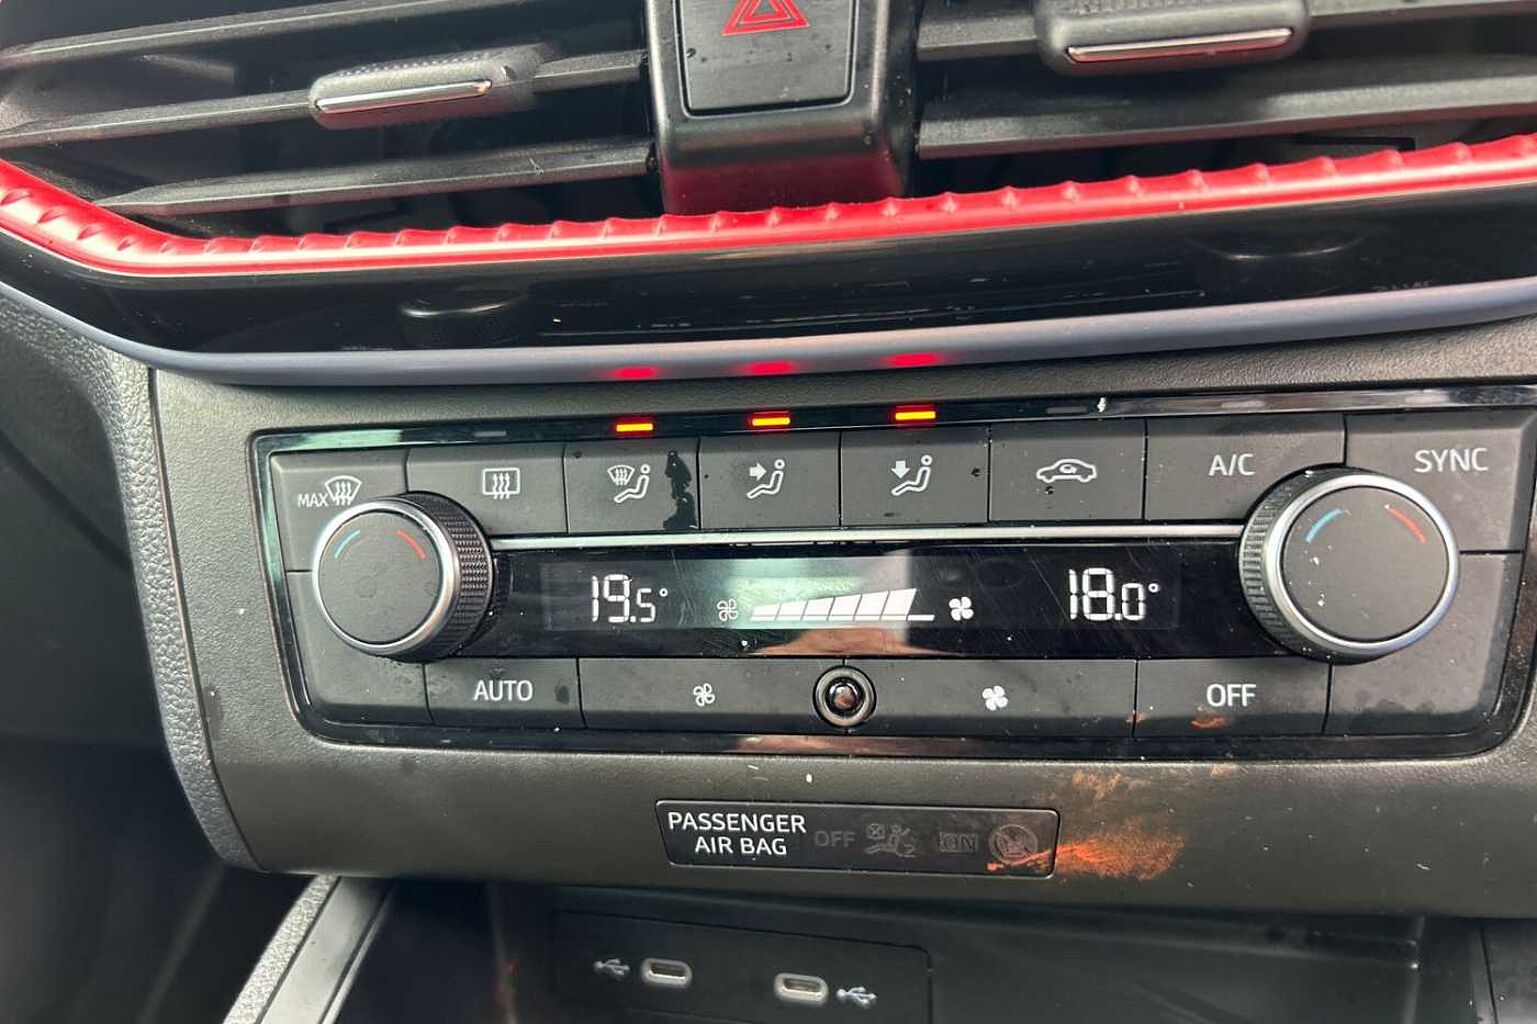 MAX
A/C
SYNC
19.5°
18.0°
AUTO
OFF
PASSENGER
AIR BAG
OFF
ON